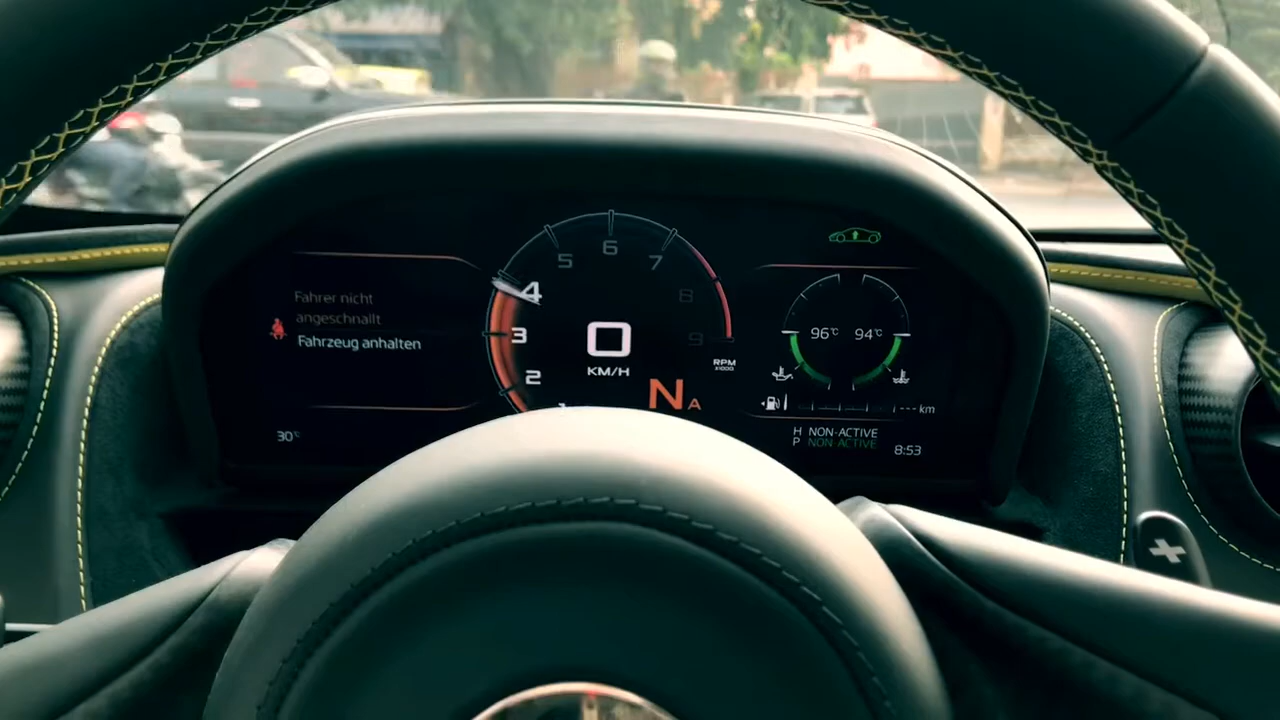 Fahrer nicht
angeschnallt
Fahrzeug anhalten
30°C
1
2
3
4
5
6
7
8
9
0
KM/H
RPM
x1000
N A
96°C 94°C
--- km
H NON-ACTIVE
P NON-ACTIVE
8:53